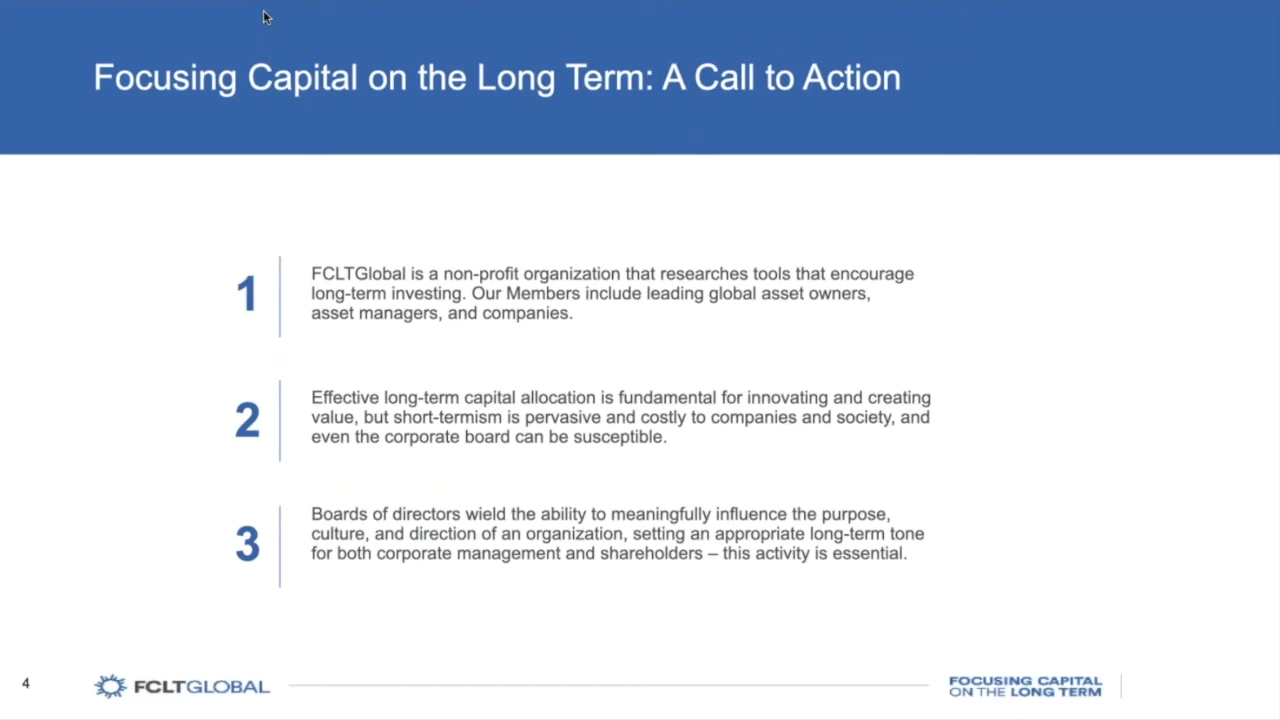 Focusing Capital on the Long Term: A Call to Action
1
FCLTGlobal is a non-profit organization that researches tools that encourage
long-term investing. Our Members include leading global asset owners,
asset managers, and companies.
2
Effective long-term capital allocation is fundamental for innovating and creating
value, but short-termism is pervasive and costly to companies and society, and
even the corporate board can be susceptible.
3
Boards of directors wield the ability to meaningfully influence the purpose,
culture, and direction of an organization, setting an appropriate long-term tone
for both corporate management and shareholders – this activity is essential.
4
FCLTGLOBAL
FOCUSING CAPITAL
ON THE LONG TERM